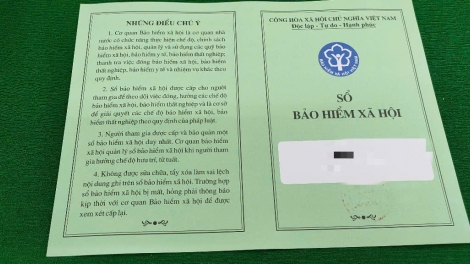 NHỮNG ĐIỀU CHÚ Ý
1. Cơ quan Bảo hiểm xã hội là cơ quan nhà
nước có chức năng thực hiện chế độ, chính sách
bảo hiểm xã hội, quản lý và sử dụng các quỹ bảo
hiểm xã hội, bảo hiểm y tế, bảo hiểm thất nghiệp;
thanh tra việc đóng bảo hiểm xã hội, bảo hiểm
thất nghiệp, bảo hiểm y tế và nhiệm vụ khác theo
quy định.
2. Sổ bảo hiểm xã hội được cấp cho người
tham gia để theo dõi việc đóng, hưởng các chế độ
bảo hiểm xã hội, bảo hiểm thất nghiệp và là cơ sở
để giải quyết các chế độ bảo hiểm xã hội, bảo
hiểm thất nghiệp theo quy định của pháp luật.
3. Người tham gia được cấp và bảo quản một
số bảo hiểm xã hội duy nhất. Cơ quan bảo hiểm
xã hội quản lý sổ bảo hiểm xã hội khi người tham
gia hưởng chế độ hưu trí, tử tuất.
4. Không được sửa chữa, tẩy xóa làm sai lệch
nội dung ghi trên sổ bảo hiểm xã hội. Trường hợp
sổ bảo hiểm xã hội bị mất, hỏng phải thông báo
kịp thời với cơ quan Bảo hiểm xã hội để được
xem xét cấp lại.
CỘNG HÒA XÃ HỘI CHỦ NGHĨA VIỆT NAM
Độc lập - Tự do - Hạnh phúc
BẢO HIỂM XÃ HỘI VIỆT NAM
SỔ
BẢO HIỂM XÃ HỘI